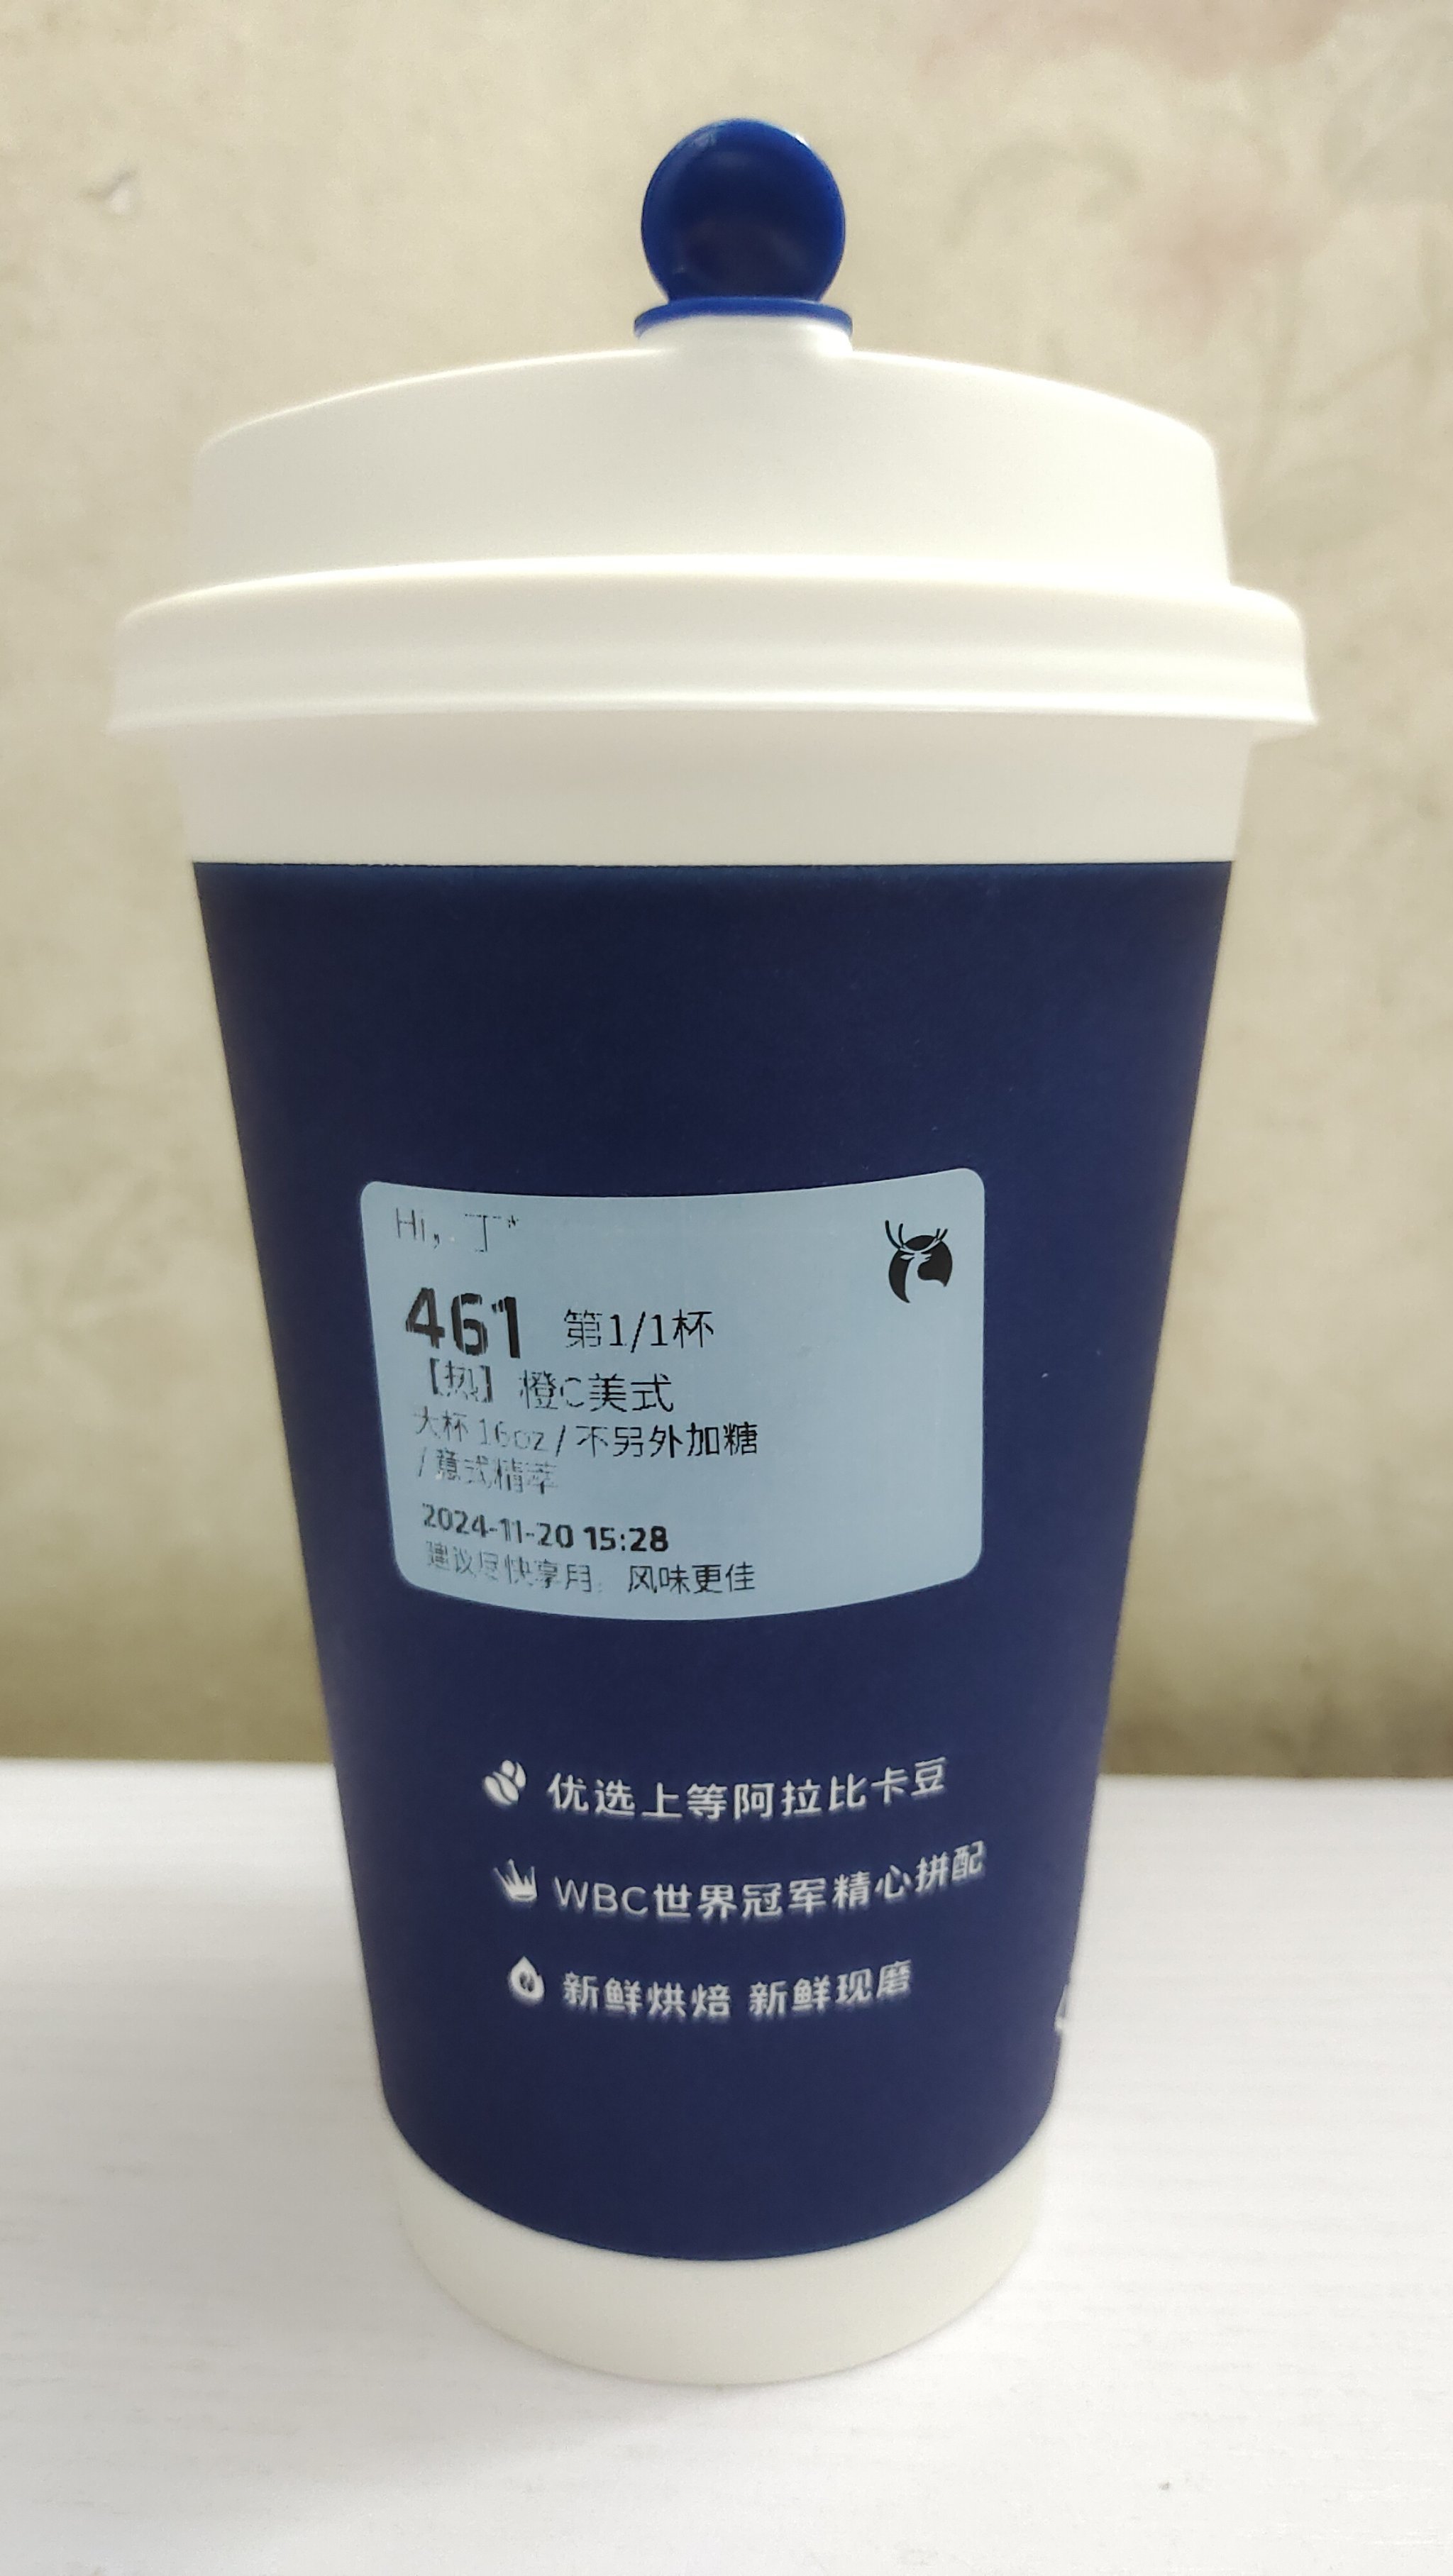 Hi, 丁*
461 第1/1杯
【热】橙C美式
大杯 16oz/不另外加糖
/意式精萃
2024-11-20 15:28
建议尽快享用，风味更佳
优选上等阿拉比卡豆
WBC世界冠军精心拼配
新鲜烘焙 新鲜现磨